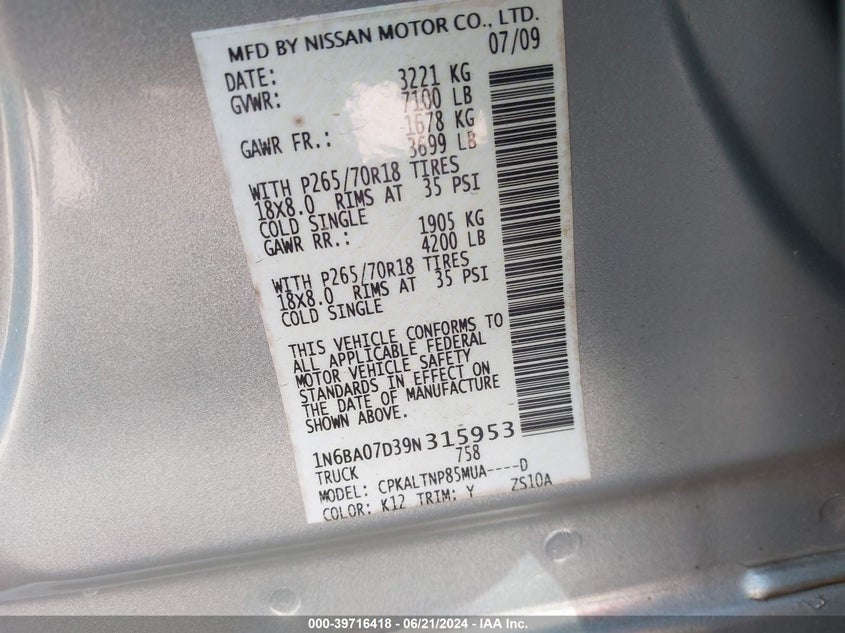 MFD BY NISSAN MOTOR CO., LTD.
DATE: 07/09
GVWR: 3221 KG
7100 LB
GAWR FR.: 1678 KG
3699 LB
WITH P265/70R18 TIRES
18X8.0 RIMS AT 35 PSI
COLD SINGLE
GAWR RR.: 1905 KG
4200 LB
WITH P265/70R18 TIRES
18X8.0 RIMS AT 35 PSI
COLD SINGLE
THIS VEHICLE CONFORMS TO
ALL APPLICABLE FEDERAL
MOTOR VEHICLE SAFETY
STANDARDS IN EFFECT ON
THE DATE OF MANUFACTURE
SHOWN ABOVE.
1N6BA07D39N315953
TRUCK 758
MODEL: CPKALTNP85MUA----D
COLOR: K12 TRIM: Y ZS10A
000-39716418 - 06/21/2024 - IAA Inc.